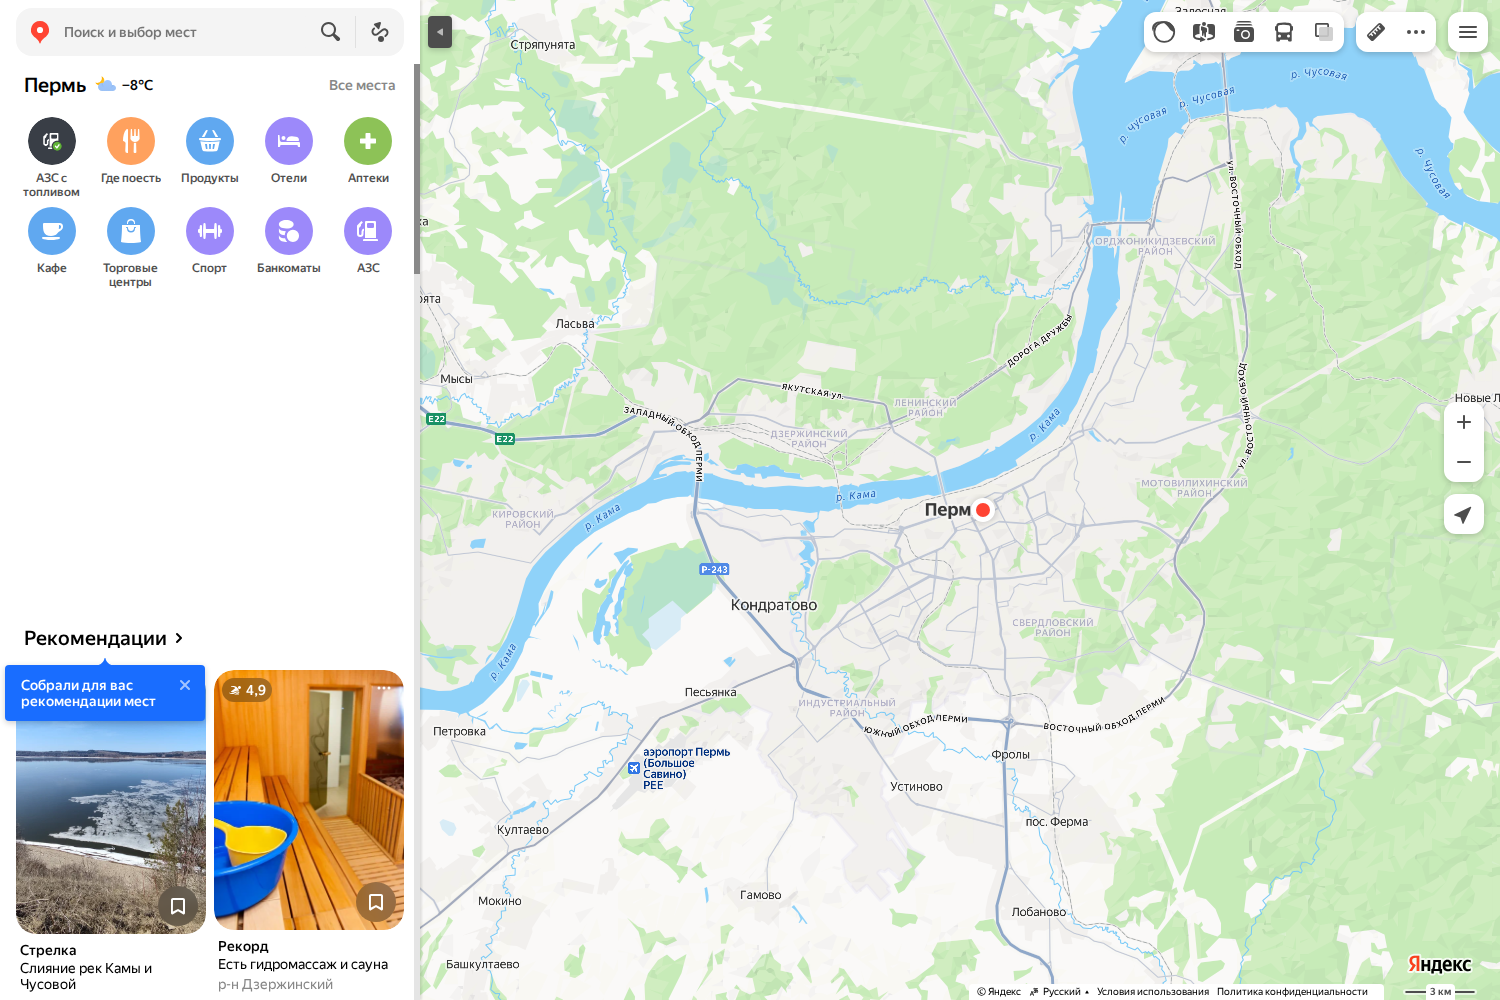 Поиск и выбор мест
Пермь
−8°C
Все места
АЗС с
топливом
Где поесть
Продукты
Отели
Аптеки
Кафе
Торговые
центры
Спорт
Банкоматы
АЗС
Рекомендации
Собрали для вас
рекомендации мест
4,9
Стрелка
Слияние рек Камы и
Чусовой
Рекорд
Есть гидромассаж и сауна
р-н Дзержинский
Стряпунята
р. Чусовая
р. Чусовая
р. Чусовая
р. Чусовая
ул. ВОСТОЧНЫЙ ОБХОД
ОРДЖОНИКИДЗЕВСКИЙ
РАЙОН
Ласьва
ДОРОГА ДРУЖБЫ
Мысы
ЯКУТСКАЯ ул.
ЛЕНИНСКИЙ
РАЙОН
ул. ВОСТОЧНЫЙ ОБХОД
Новые Л
E22
E22
ЗАПАДНЫЙ ОБХОД ПЕРМИ
ДЗЕРЖИНСКИЙ
РАЙОН
р. Кама
МОТОВИЛИХИНСКИЙ
РАЙОН
р. Кама
КИРОВСКИЙ
РАЙОН
р. Кама
Перм
Р-243
Кондратово
СВЕРДЛОВСКИЙ
РАЙОН
р. Кама
Песьянка
ИНДУСТРИАЛЬНЫЙ
РАЙОН
ЮЖНЫЙ ОБХОД ПЕРМИ
ВОСТОЧНЫЙ ОБХОД ПЕРМИ
Петровка
аэропорт Пермь
(Большое
Савино)
PEE
Фролы
Устиново
Култаево
пос. Ферма
Гамово
Мокино
Лобаново
Башкултаево
Яндекс
© Яндекс
Русский
Условия использования
Политика конфиденциальности
3 км